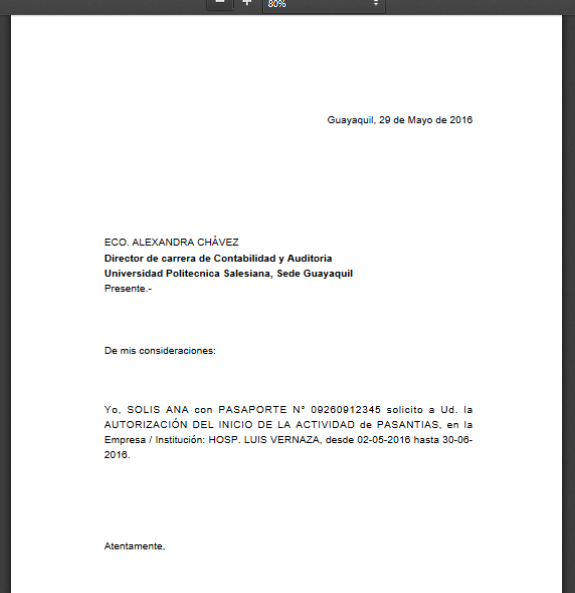 80%
Guayaquil, 29 de Mayo de 2016
ECO. ALEXANDRA CHÁVEZ
Director de carrera de Contabilidad y Auditoria
Universidad Politecnica Salesiana, Sede Guayaquil
Presente.-
De mis consideraciones:
Yo, SOLIS ANA con PASAPORTE N° 09260912345 solicito a Ud. la
AUTORIZACIÓN DEL INICIO DE LA ACTIVIDAD de PASANTIAS, en la
Empresa / Institución: HOSP. LUIS VERNAZA, desde 02-05-2016 hasta 30-06-
2016.
Atentamente,